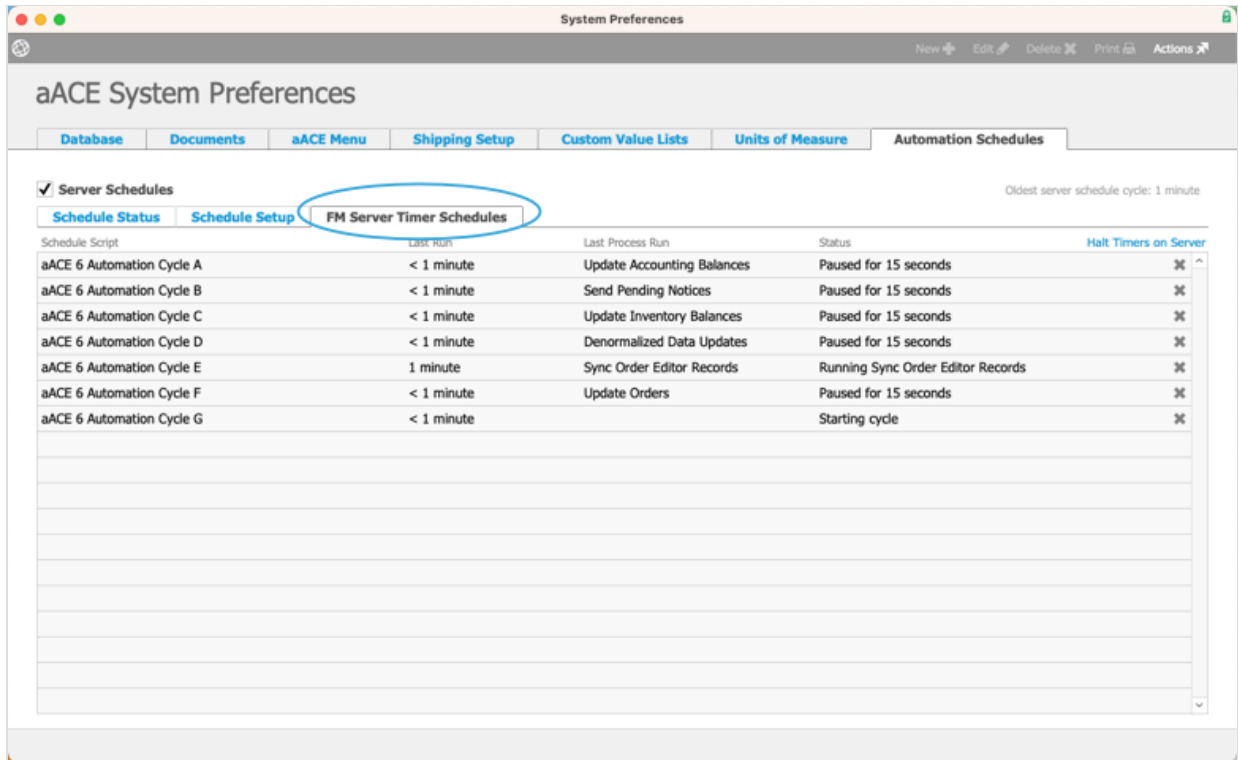 System Preferences
New Edit Delete Print Actions
aACE System Preferences
Database Documents aACE Menu Shipping Setup Custom Value Lists Units of Measure Automation Schedules
Server Schedules Oldest server schedule cycle: 1 minute
Schedule Status Schedule Setup FM Server Timer Schedules
Schedule Script Last Run Last Process Run Status Halt Timers on Server
aACE 6 Automation Cycle A < 1 minute Update Accounting Balances Paused for 15 seconds
aACE 6 Automation Cycle B < 1 minute Send Pending Notices Paused for 15 seconds
aACE 6 Automation Cycle C < 1 minute Update Inventory Balances Paused for 15 seconds
aACE 6 Automation Cycle D < 1 minute Denormalized Data Updates Paused for 15 seconds
aACE 6 Automation Cycle E 1 minute Sync Order Editor Records Running Sync Order Editor Records
aACE 6 Automation Cycle F < 1 minute Update Orders Paused for 15 seconds
aACE 6 Automation Cycle G < 1 minute Starting cycle